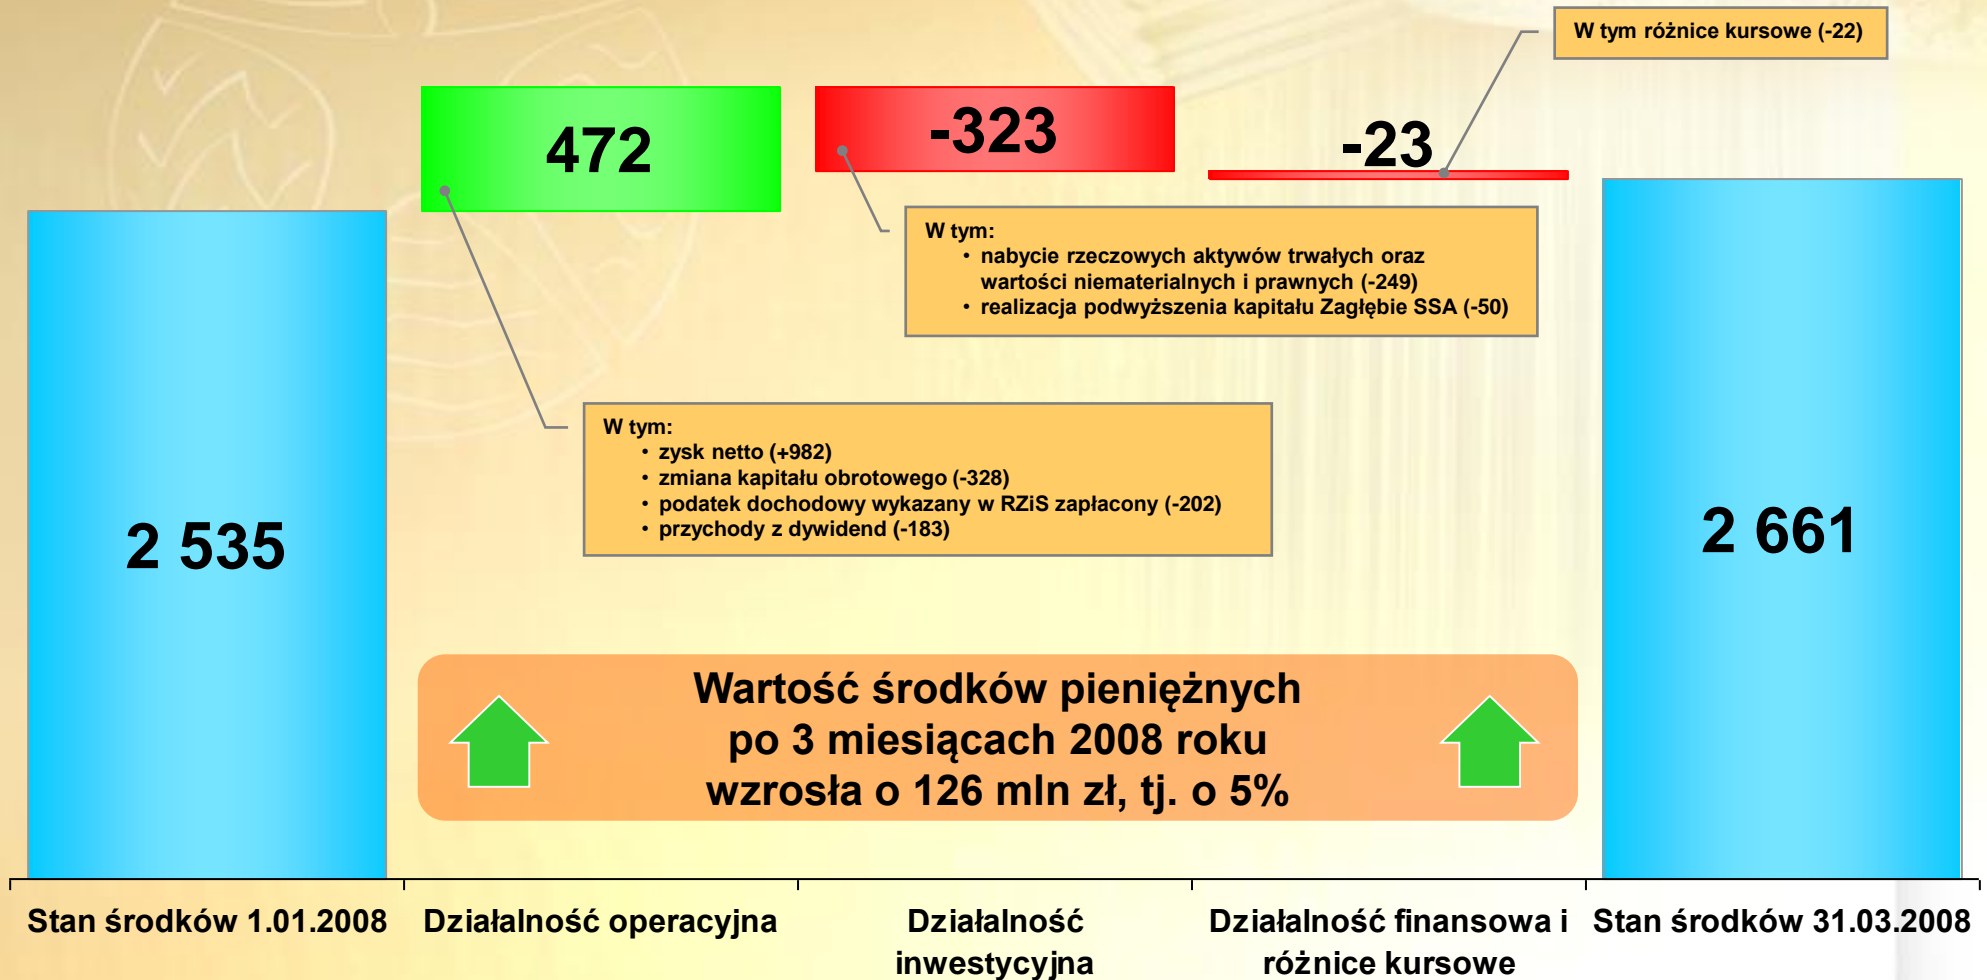 W tym różnice kursowe (-22)
472
-323
-23
W tym:
• nabycie rzeczowych aktywów trwałych oraz
wartości niematerialnych i prawnych (-249)
• realizacja podwyższenia kapitału Zagłębie SSA (-50)
W tym:
• zysk netto (+982)
• zmiana kapitału obrotowego (-328)
• podatek dochodowy wykazany w RZiS zapłacony (-202)
• przychody z dywidend (-183)
2 535
2 661
Wartość środków pieniężnych
po 3 miesiącach 2008 roku
wzrosła o 126 mln zł, tj. o 5%
Stan środków 1.01.2008
Działalność operacyjna
Działalność
inwestycyjna
Działalność finansowa i
różnice kursowe
Stan środków 31.03.2008